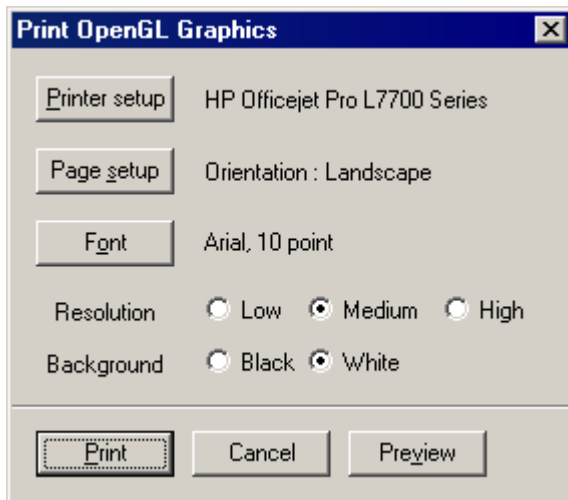 Print OpenGL Graphics
Printer setup HP Officejet Pro L7700 Series
Page setup Orientation : Landscape
Font Arial, 10 point
Resolution Low Medium High
Background Black White
Print Cancel Preview